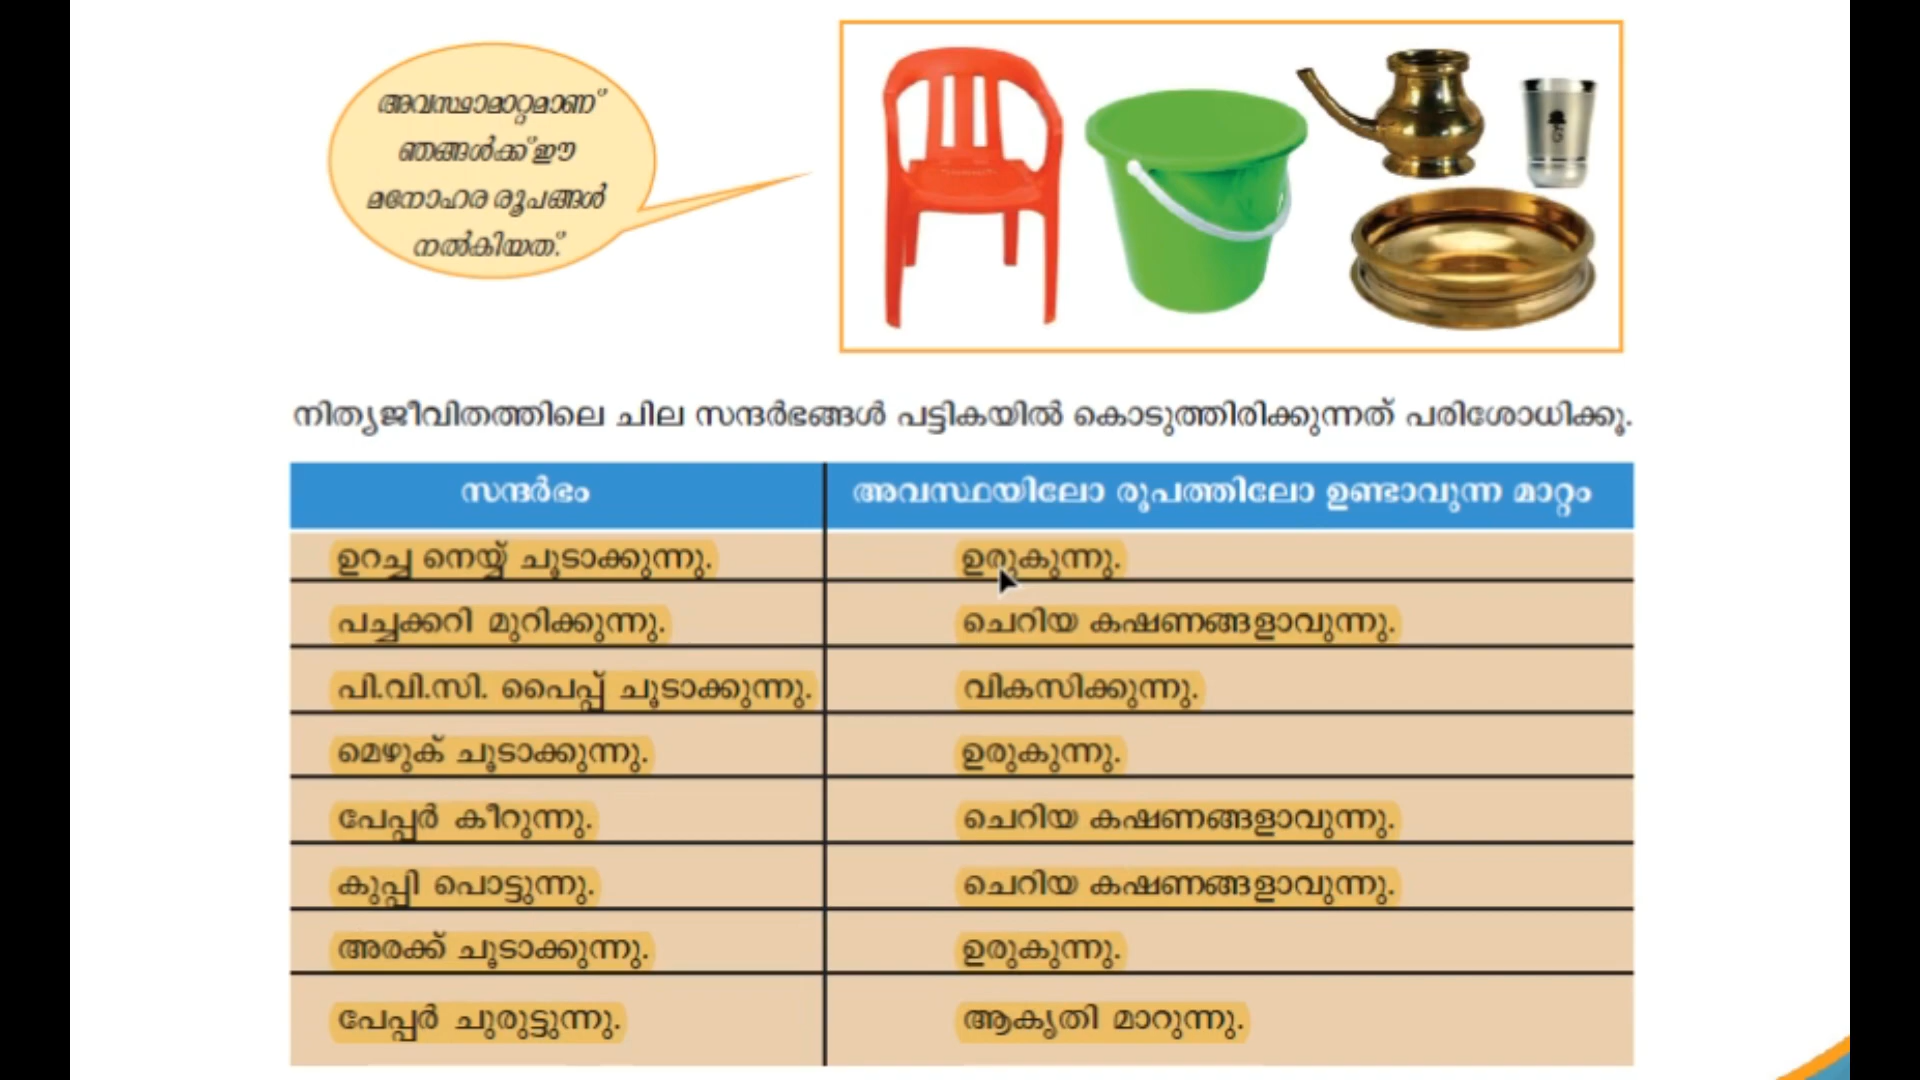 അവസ്ഥാമാറ്റമാണ്
ഞങ്ങൾക്ക് ഈ
മനോഹര രൂപങ്ങൾ
നൽകിയത്.
നിത്യജീവിതത്തിലെ ചില സന്ദർഭങ്ങൾ പട്ടികയിൽ കൊടുത്തിരിക്കുന്നത് പരിശോധിക്കൂ.
സന്ദർഭം അവസ്ഥയിലോ രൂപത്തിലോ ഉണ്ടാവുന്ന മാറ്റം
ഉറച്ച നെയ്യ് ചൂടാക്കുന്നു. ഉരുകുന്നു.
പച്ചക്കറി മുറിക്കുന്നു. ചെറിയ കഷണങ്ങളാവുന്നു.
പി.വി.സി. പൈപ്പ് ചൂടാക്കുന്നു. വികസിക്കുന്നു.
മെഴുക് ചൂടാക്കുന്നു. ഉരുകുന്നു.
പേപ്പർ കീറുന്നു. ചെറിയ കഷണങ്ങളാവുന്നു.
കുപ്പി പൊട്ടുന്നു. ചെറിയ കഷണങ്ങളാവുന്നു.
അരക്ക് ചൂടാക്കുന്നു. ഉരുകുന്നു.
പേപ്പർ ചുരുട്ടുന്നു. ആകൃതി മാറുന്നു.